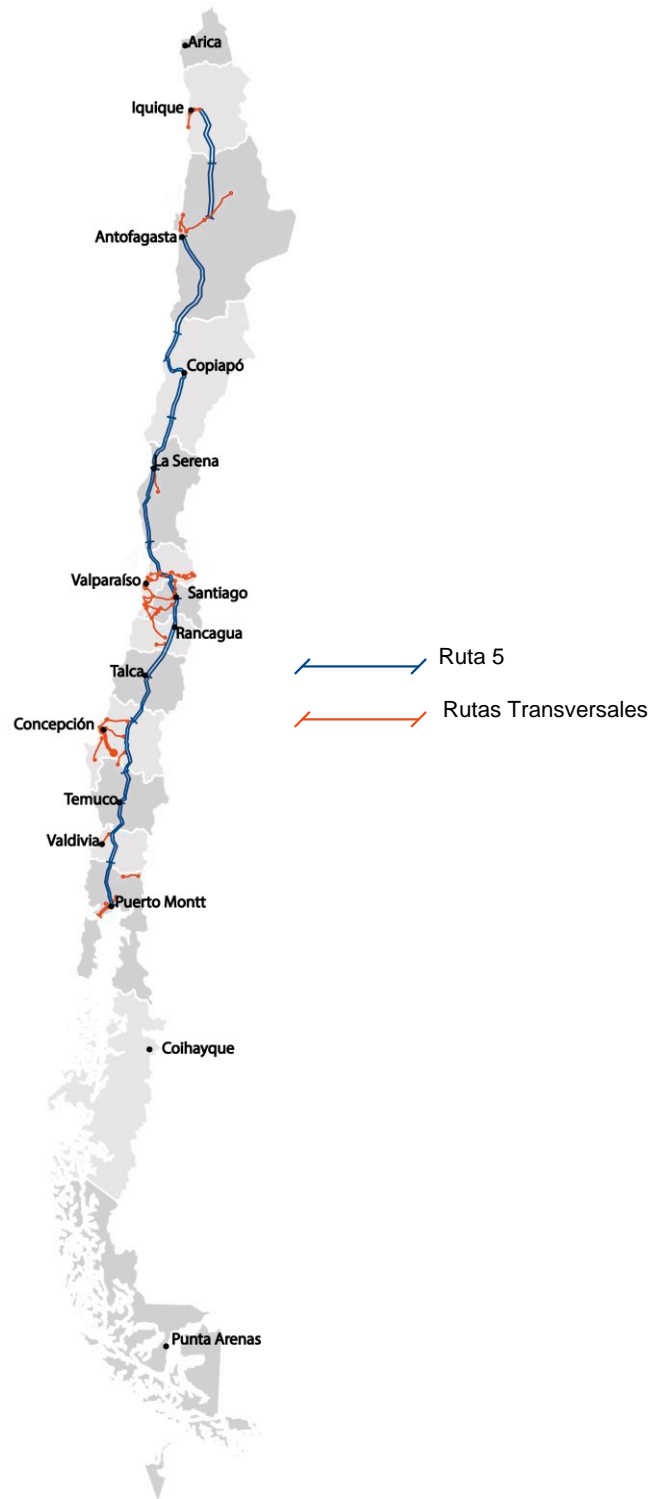 Arica
Iquique
Antofagasta
Copiapó
La Serena
Valparaíso
Santiago
Rancagua
Ruta 5
Talca
Rutas Transversales
Concepción
Temuco
Valdivia
Puerto Montt
Coihayque
Punta Arenas